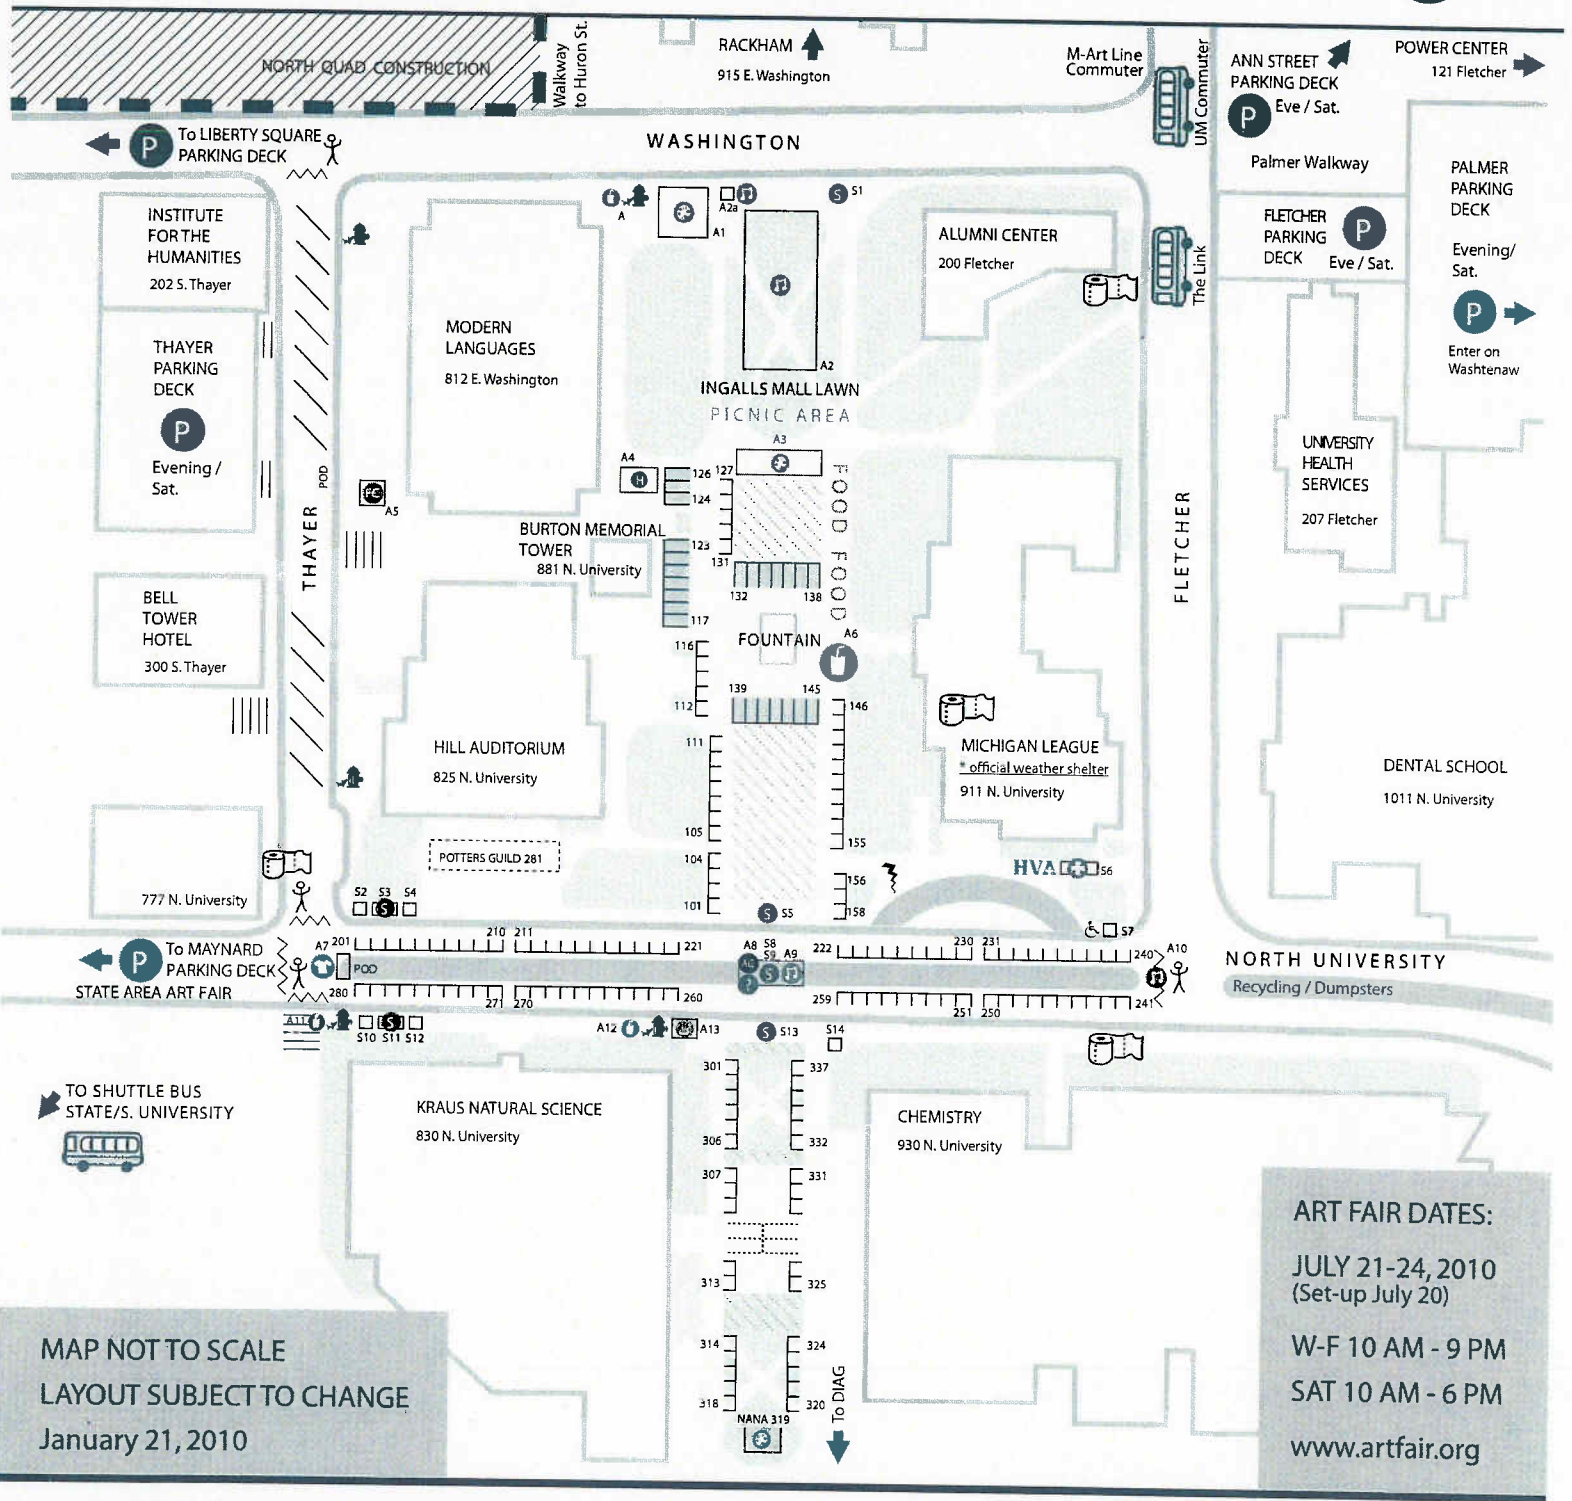 NORTH QUAD CONSTRUCTION
Walkway
to Huron St.
RACKHAM
915 E. Washington
M-Art Line
Commuter
UM Commuter
ANN STREET
PARKING DECK
P
Eve / Sat.
POWER CENTER
121 Fletcher
P
To LIBERTY SQUARE
PARKING DECK
WASHINGTON
Palmer Walkway
PALMER
PARKING
DECK
Evening/
Sat.
P
Enter on
Washtenaw
INSTITUTE
FOR THE
HUMANITIES
202 S. Thayer
A
A1
A2a
S
S1
A2
ALUMNI CENTER
200 Fletcher
The Link
FLETCHER
PARKING
DECK
P
Eve / Sat.
THAYER
PARKING
DECK
P
Evening /
Sat.
MODERN
LANGUAGES
812 E. Washington
INGALLS MALL LAWN
PICNIC AREA
A3
A4
H
126
127
124
123
131
132
138
FOOD FOOD
POD
THAYER
A5
BURTON MEMORIAL
TOWER
881 N. University
117
116
FOUNTAIN
A6
139
145
112
146
111
105
155
104
156
101
158
FLETCHER
UNIVERSITY
HEALTH
SERVICES
207 Fletcher
BELL
TOWER
HOTEL
300 S. Thayer
HILL AUDITORIUM
825 N. University
MICHIGAN LEAGUE
* official weather shelter
911 N. University
DENTAL SCHOOL
1011 N. University
POTTERS GUILD 281
HVA
S6
777 N. University
S2
S3
S4
S
S
S5
S7
P
To MAYNARD
PARKING DECK
STATE AREA ART FAIR
A7
201
210
211
221
A8
S8
S9
A9
AC
S
?
222
230
231
240
A10
NORTH UNIVERSITY
Recycling / Dumpsters
POD
280
271
270
260
259
251
250
241
A11
S
S10
S11
S12
A12
A13
S
S13
S14
301
337
306
332
307
331
313
325
314
324
318
320
NANA 319
To DIAG
TO SHUTTLE BUS
STATE/S. UNIVERSITY
KRAUS NATURAL SCIENCE
830 N. University
CHEMISTRY
930 N. University
MAP NOT TO SCALE
LAYOUT SUBJECT TO CHANGE
January 21, 2010
ART FAIR DATES:
JULY 21-24, 2010
(Set-up July 20)
W-F 10 AM - 9 PM
SAT 10 AM - 6 PM
www.artfair.org